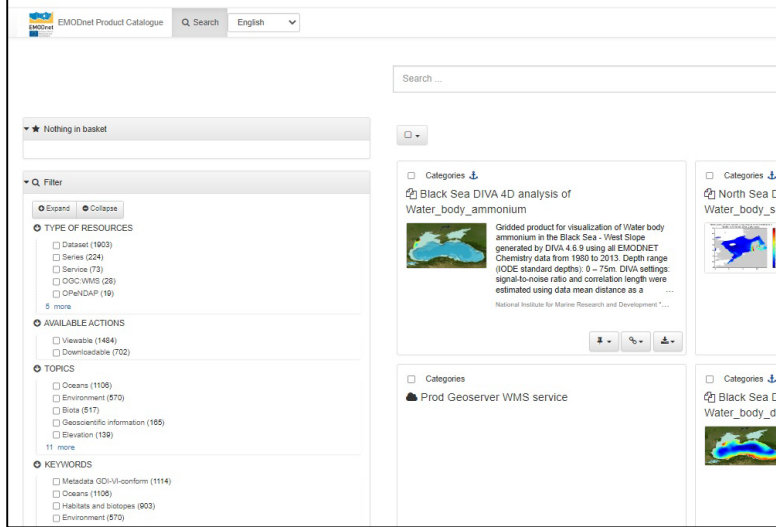 EMODnet
EMODnet Product Catalogue
Search
English
Search ...
Nothing in basket
Filter
Expand
Collapse
TYPE OF RESOURCES
Dataset (1903)
Series (224)
Service (73)
OGC:WMS (28)
OPeNDAP (19)
5 more
AVAILABLE ACTIONS
Viewable (1484)
Downloadable (702)
TOPICS
Oceans (1106)
Environment (570)
Biota (517)
Geoscientific information (165)
Elevation (139)
11 more
KEYWORDS
Metadata GDI-VI-conform (1114)
Oceans (1106)
Habitats and biotopes (903)
Environment (570)
Categories
Black Sea DIVA 4D analysis of
Water_body_ammonium
Gridded product for visualization of Water body
ammonium in the Black Sea - West Slope
generated by DIVA 4.6.9 using all EMODNET
Chemistry data from 1980 to 2013. Depth range
(IODE standard depths): 0 – 75m. DIVA settings:
signal-to-noise ratio and correlation length were
estimated using data mean distance as a ...
National Institute for Marine Research and Development "...
Categories
North Sea D
Water_body_s
Categories
Prod Geoserver WMS service
Categories
Black Sea D
Water_body_d